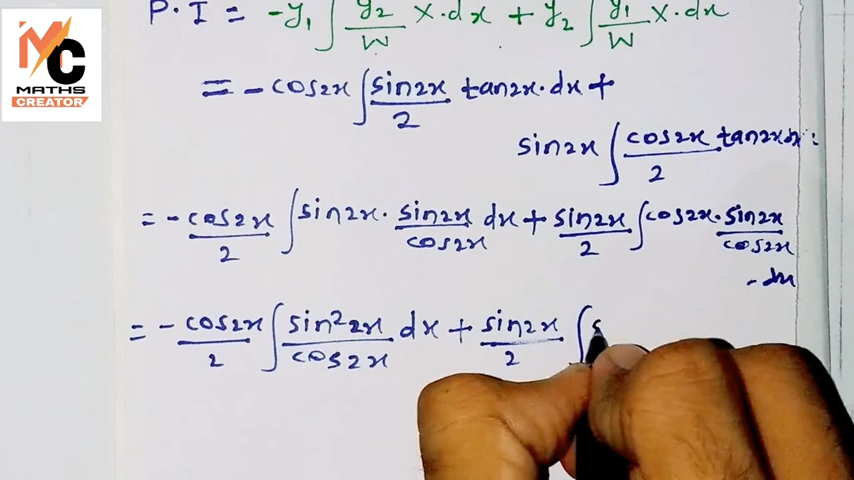 MC
MATHS
CREATOR
P.I = -y₁ ∫ y₂/W X·dx + y₂ ∫ y₁/W X·dx
= -cos2x ∫ sin2x/2 tan2x·dx +
sin2x ∫ cos2x/2 tan2x dx
= -cos2x/2 ∫ sin2x · sin2x/cos2x dx + sin2x/2 ∫ cos2x · sin2x/cos2x
· dx
= -cos2x/2 ∫ sin²2x/cos2x dx + sin2x/2 ∫ s